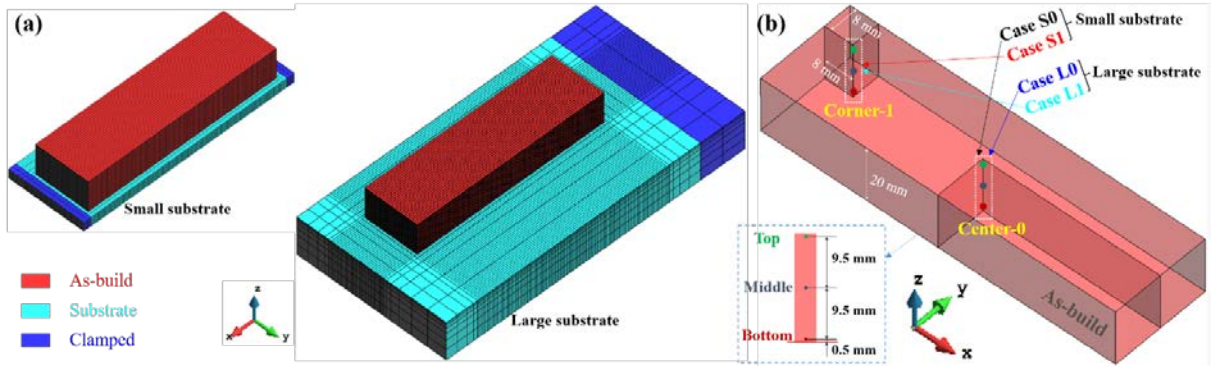 (a)
Small substrate
Large substrate
As-build
Substrate
Clamped
z
x
y
(b)
8 mm
8 mm
Corner-1
20 mm
Case S0
Case S1
Small substrate
Case L0
Case L1
Large substrate
Center-0
As-build
Top
9.5 mm
Middle
9.5 mm
Bottom
0.5 mm
z
y
x